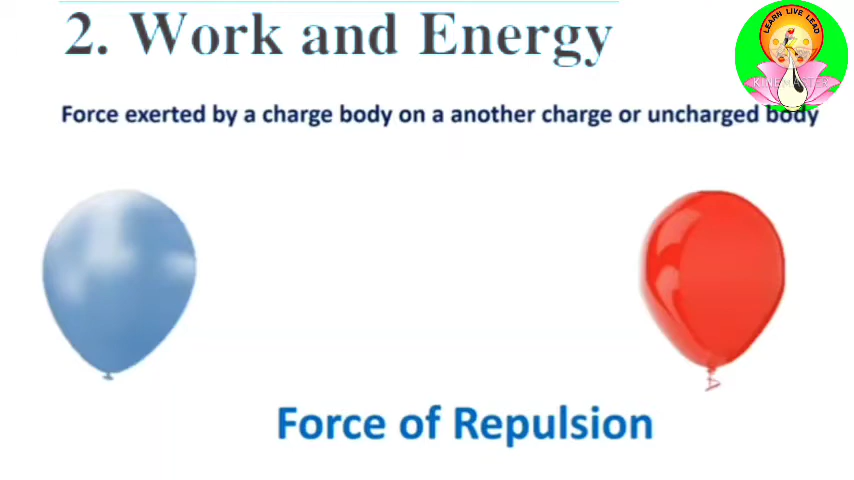 LEARN LIVE LEAD
KINEMASTER
2. Work and Energy
Force exerted by a charge body on a another charge or uncharged body
Force of Repulsion